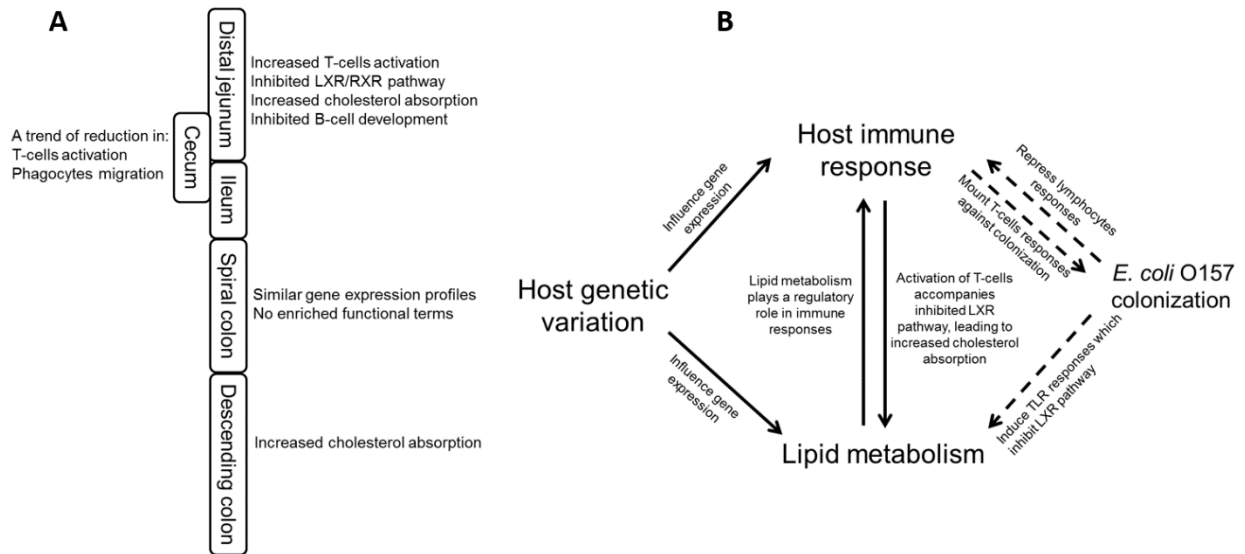 A
Distal jejunum
Increased T-cells activation
Inhibited LXR/RXR pathway
Increased cholesterol absorption
Inhibited B-cell development
Cecum
A trend of reduction in:
T-cells activation
Phagocytes migration
Ileum
Spiral colon
Similar gene expression profiles
No enriched functional terms
Descending colon
Increased cholesterol absorption
B
Host immune
response
Repress lymphocytes
responses
Mount T-cells responses
against colonization
Influence gene
expression
Host genetic
variation
Lipid metabolism
plays a regulatory
role in immune
responses
Activation of T-cells
accompanies
inhibited LXR
pathway, leading to
increased cholesterol
absorption
E. coli O157
colonization
Influence gene
expression
Induce TLR responses which
inhibit LXR pathway
Lipid metabolism